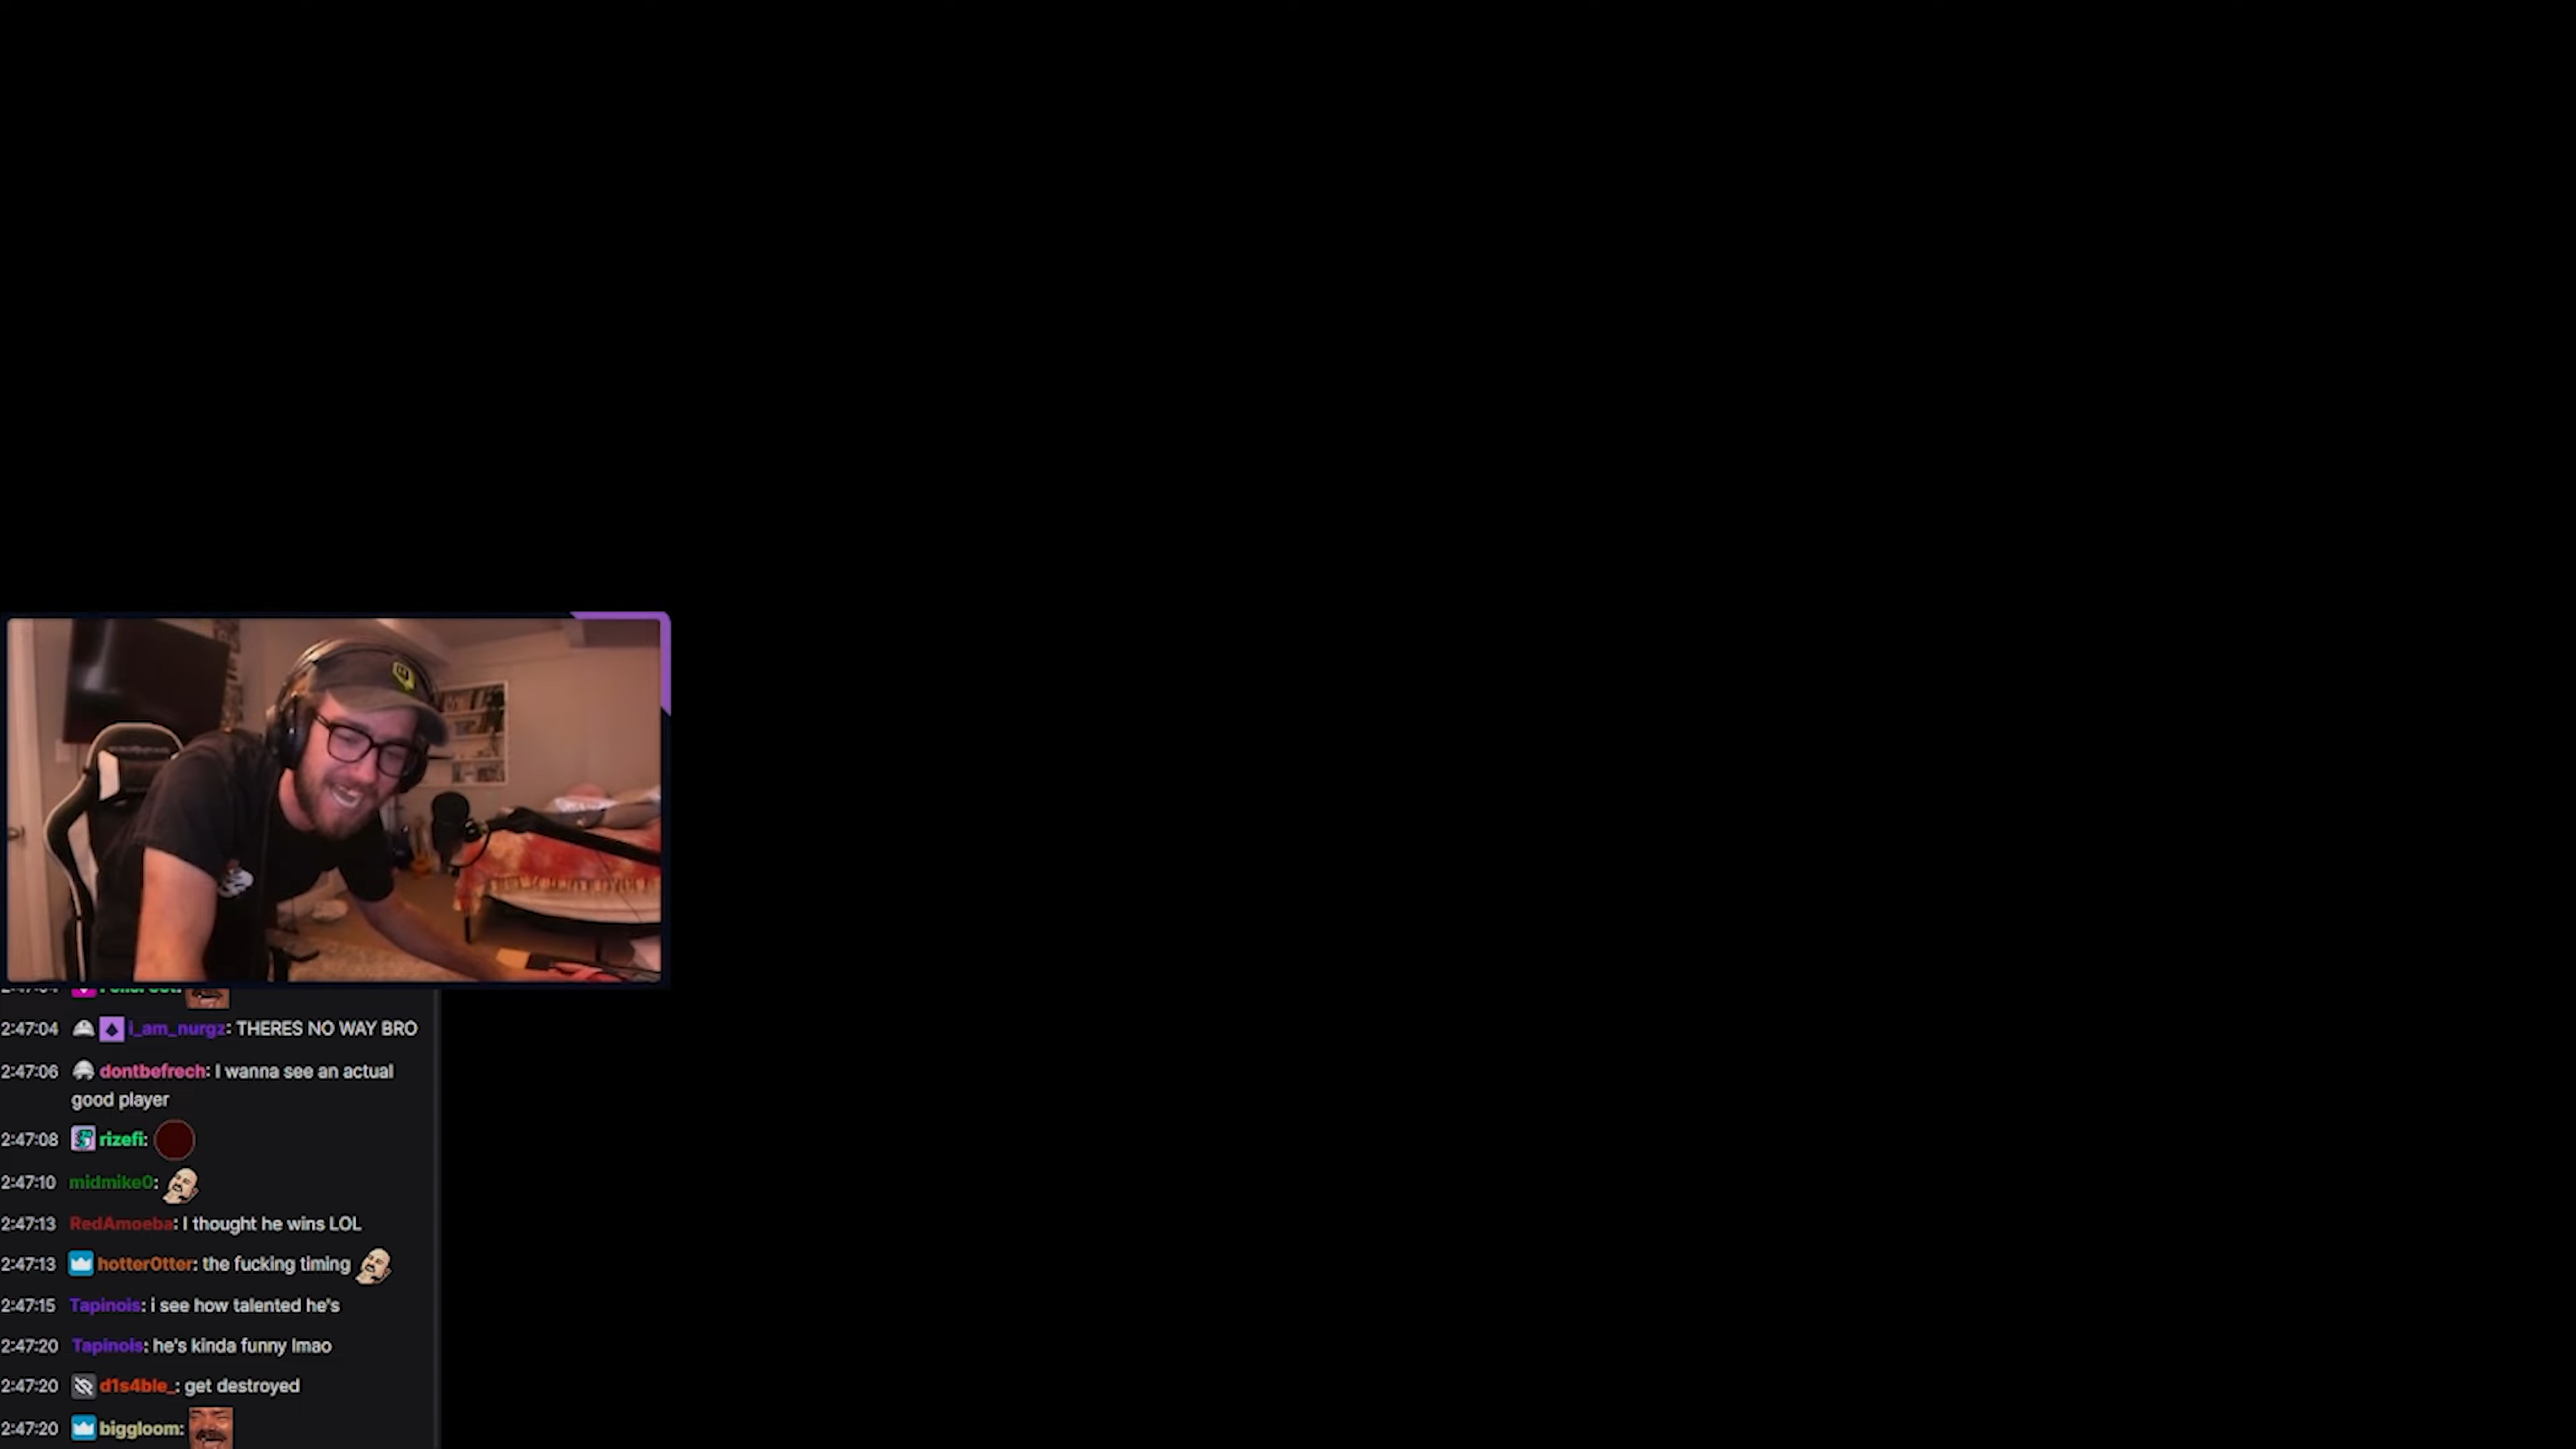 2:47:04 i_am_nurgz: THERES NO WAY BRO
2:47:06 dontbefrech: I wanna see an actual
good player
2:47:08 rizefi:
2:47:10 midmike0:
2:47:13 RedAmoeba: I thought he wins LOL
2:47:13 hotter0tter: the fucking timing
2:47:15 Tapinois: i see how talented he's
2:47:20 Tapinois: he's kinda funny lmao
2:47:20 d1s4ble_: get destroyed
2:47:20 biggloom: